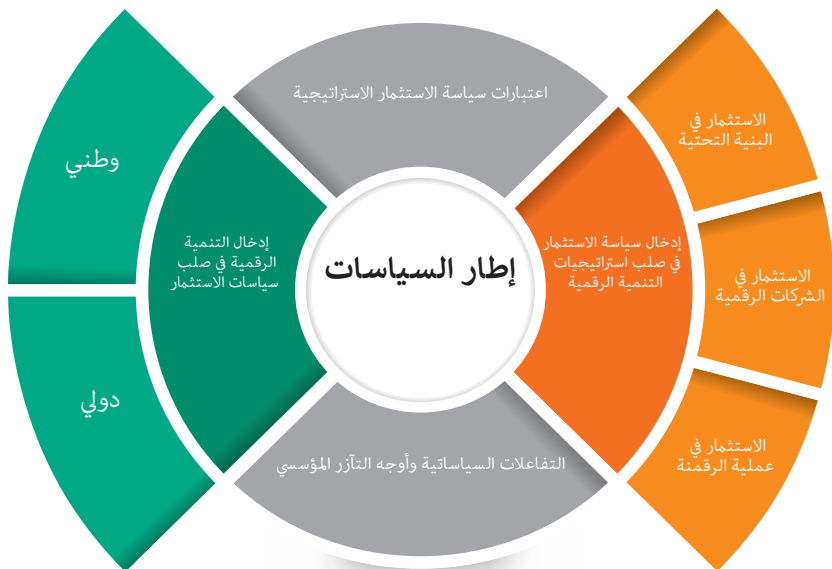 اعتبارات سياسة الاستثمار الاستراتيجية
الاستثمار في
البنية التحتية
الاستثمار في
الشركات الرقمية
الاستثمار في
عملية الرقمنة
إدخال سياسة الاستثمار
في صلب استراتيجيات
التنمية الرقمية
إطار السياسات
إدخال التنمية
الرقمية في صلب
سياسات الاستثمار
وطني
دولي
التفاعلات السياساتية وأوجه التآزر المؤسسي